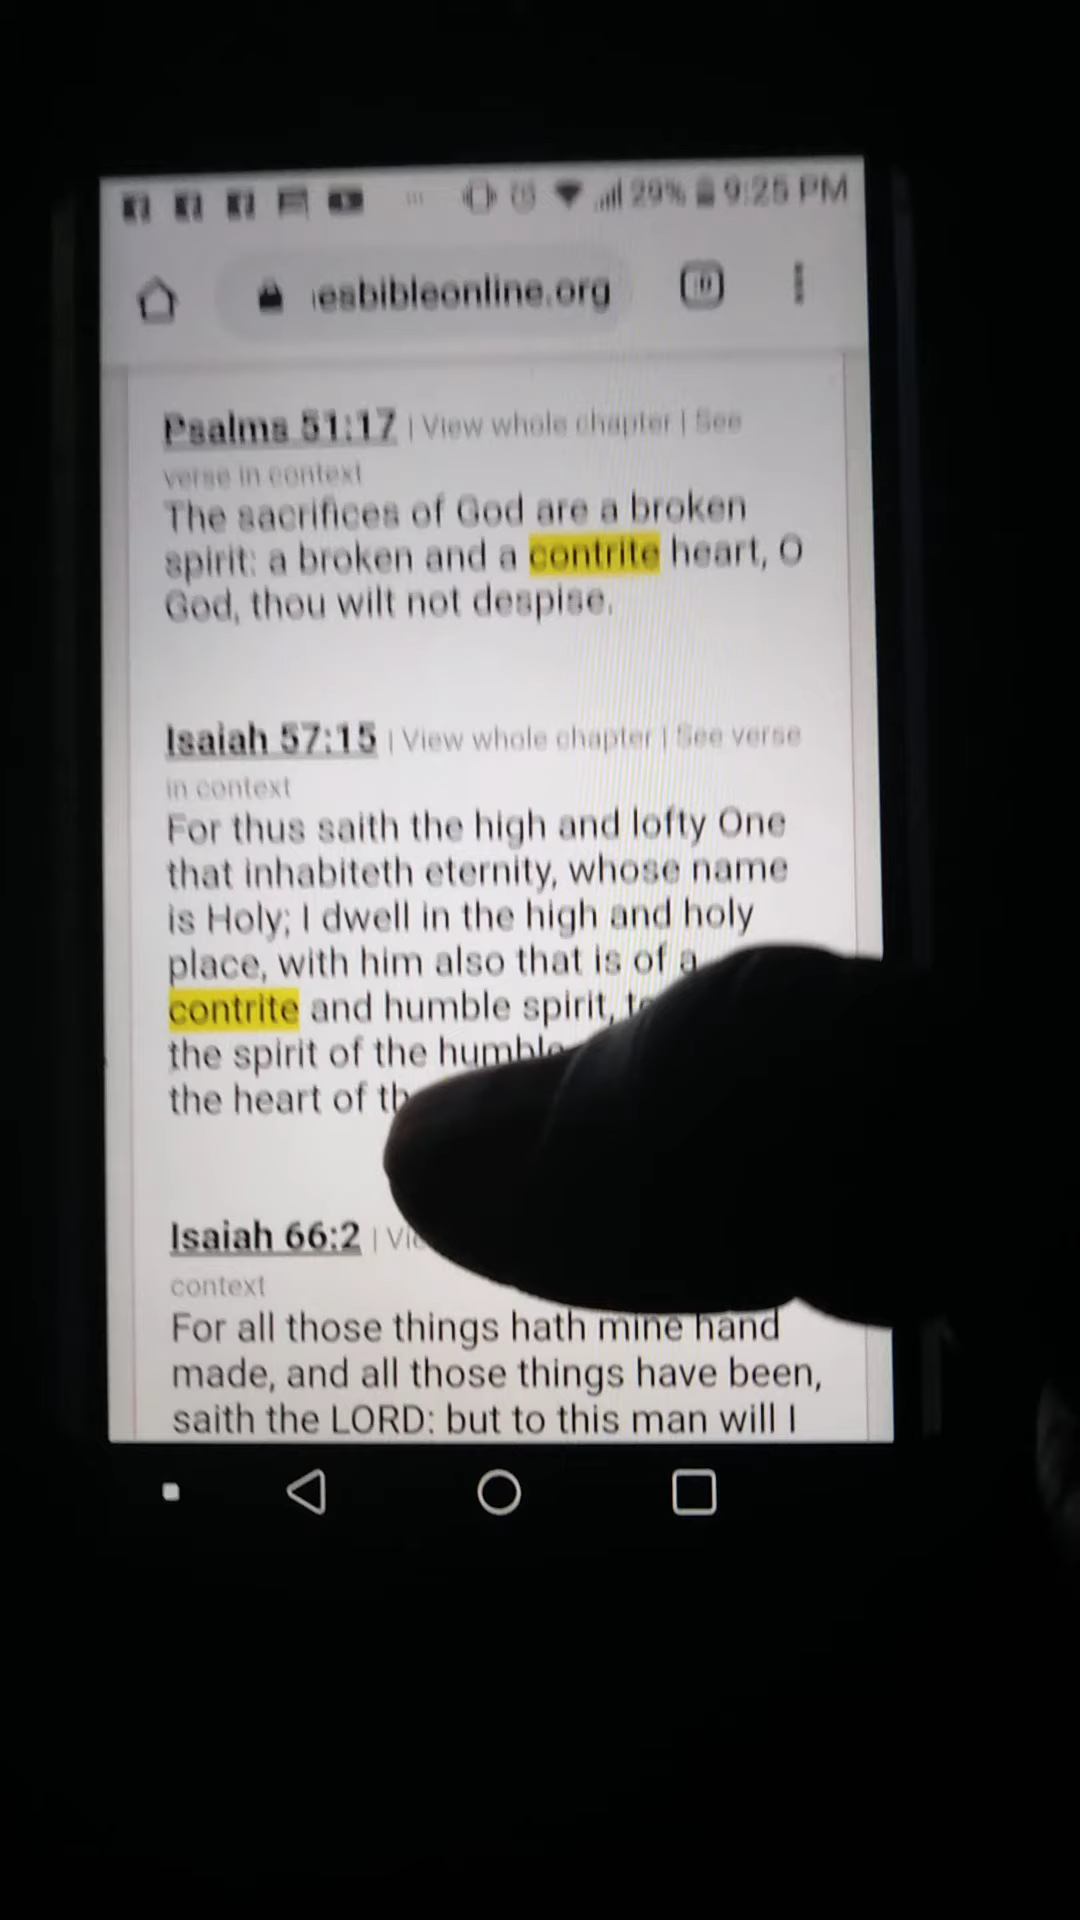 29% 9:25 PM
esbibleonline.org
Psalms 51:17 | View whole chapter | See
verse in context
The sacrifices of God are a broken
spirit: a broken and a contrite heart, O
God, thou wilt not despise.
Isaiah 57:15 | View whole chapter | See verse
in context
For thus saith the high and lofty One
that inhabiteth eternity, whose name
is Holy; I dwell in the high and holy
place, with him also that is of a
contrite and humble spirit,
the spirit of the humble
the heart of
Isaiah 66:2 |
context
For all those things hath mine hand
made, and all those things have been,
saith the LORD: but to this man will I